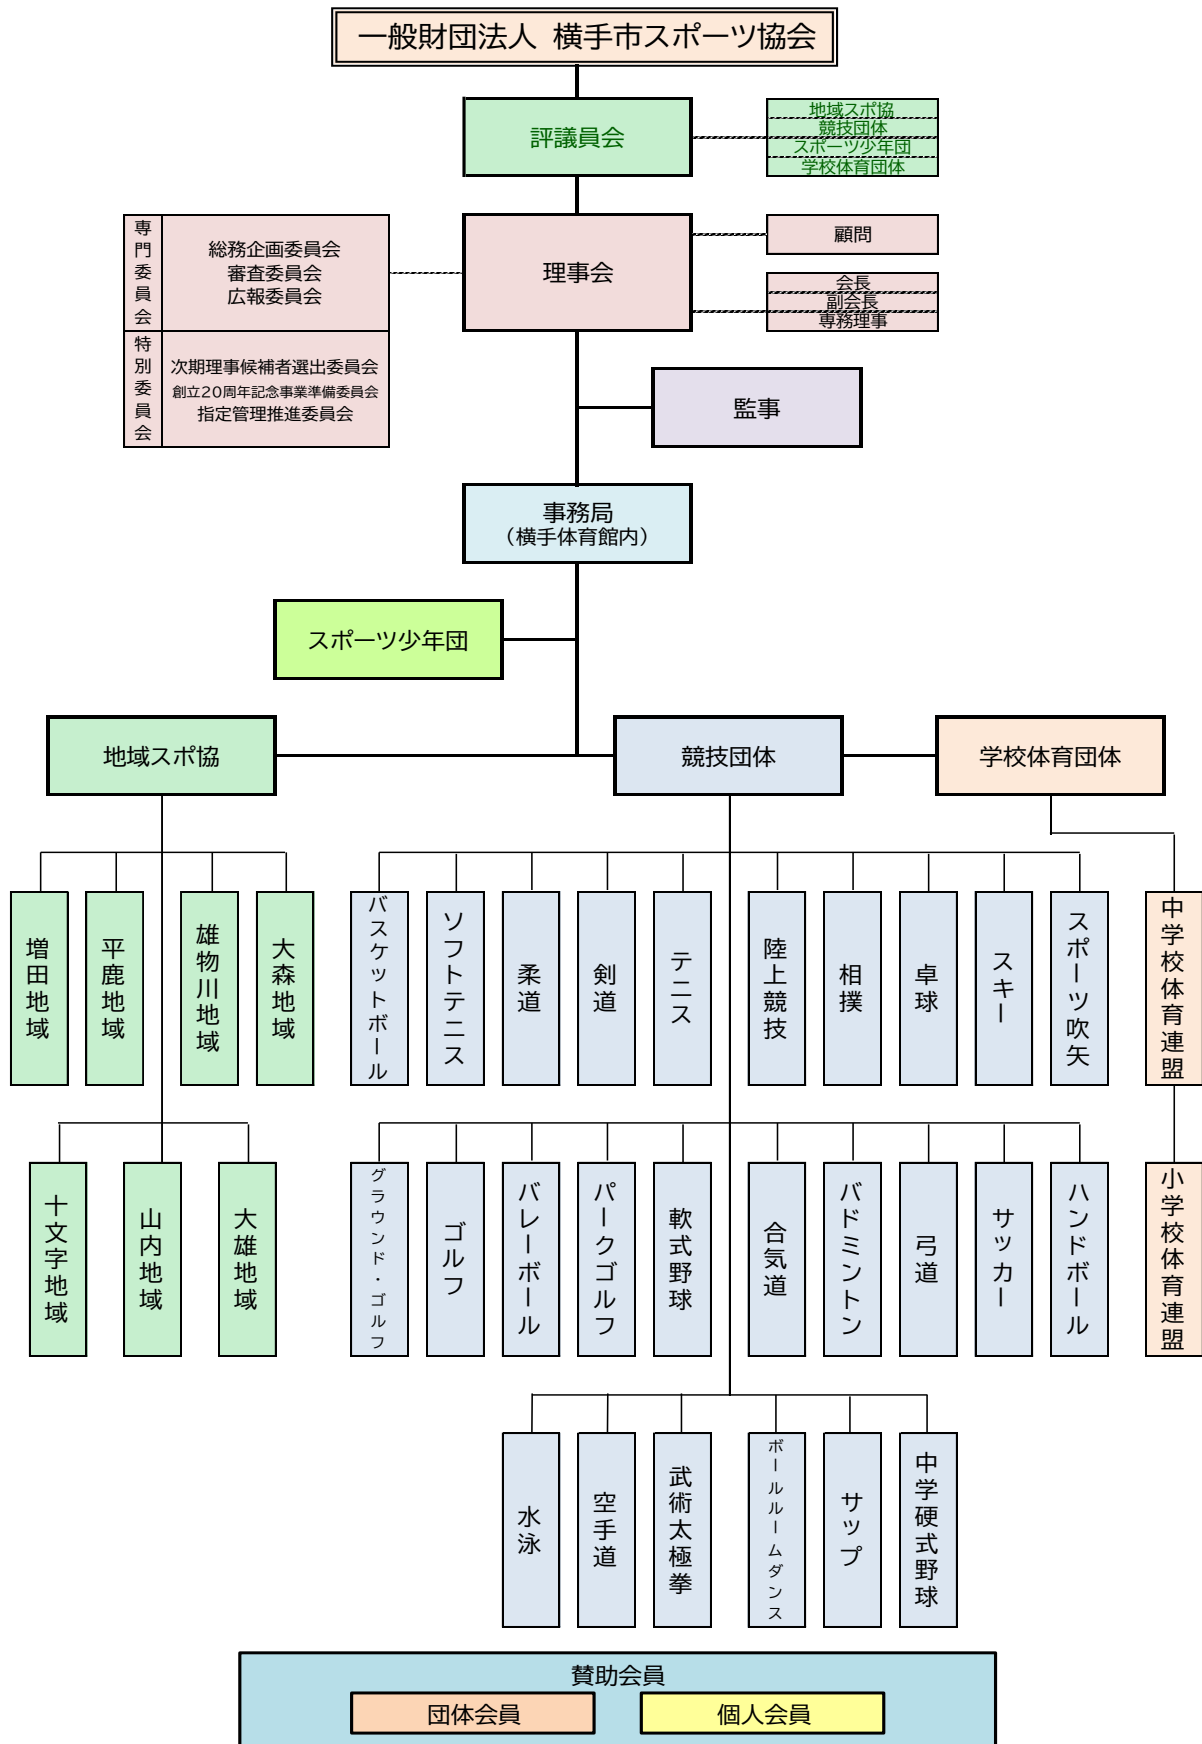 一般財団法人 横手市スポーツ協会
評議員会
地域スポ協
競技団体
スポーツ少年団
学校体育団体
専門委員会
総務企画委員会
審査委員会
広報委員会
理事会
顧問
会長
副会長
専務理事
特別委員会
次期理事候補者選出委員会
創立20周年記念事業準備委員会
指定管理推進委員会
監事
事務局
（横手体育館内）
スポーツ少年団
地域スポ協
競技団体
学校体育団体
増田地域
平鹿地域
雄物川地域
大森地域
バスケットボール
ソフトテニス
柔道
剣道
テニス
陸上競技
相撲
卓球
スキー
スポーツ吹矢
中学校体育連盟
十文字地域
山内地域
大雄地域
グラウンド・ゴルフ
ゴルフ
バレーボール
パークゴルフ
軟式野球
合気道
バドミントン
弓道
サッカー
ハンドボール
小学校体育連盟
水泳
空手道
武術太極拳
ボールルームダンス
サップ
中学硬式野球
賛助会員
団体会員
個人会員